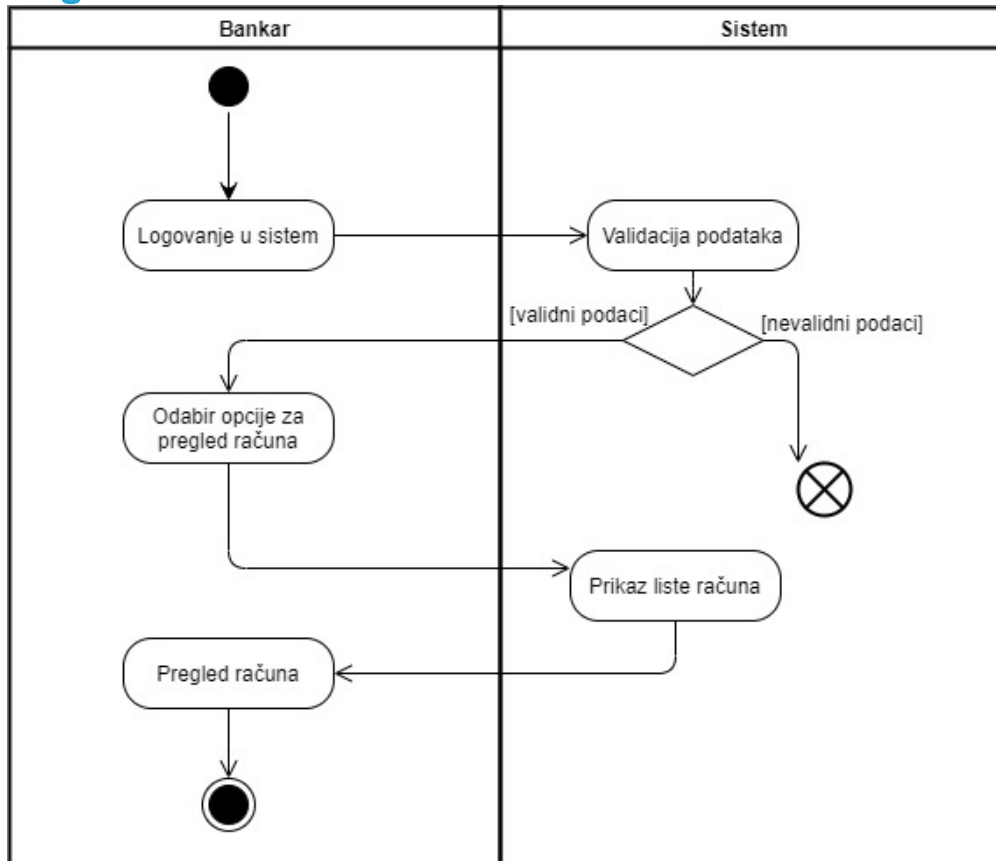 Bankar
Sistem
Logovanje u sistem
Validacija podataka
[validni podaci]
[nevalidni podaci]
Odabir opcije za
pregled računa
Prikaz liste računa
Pregled računa